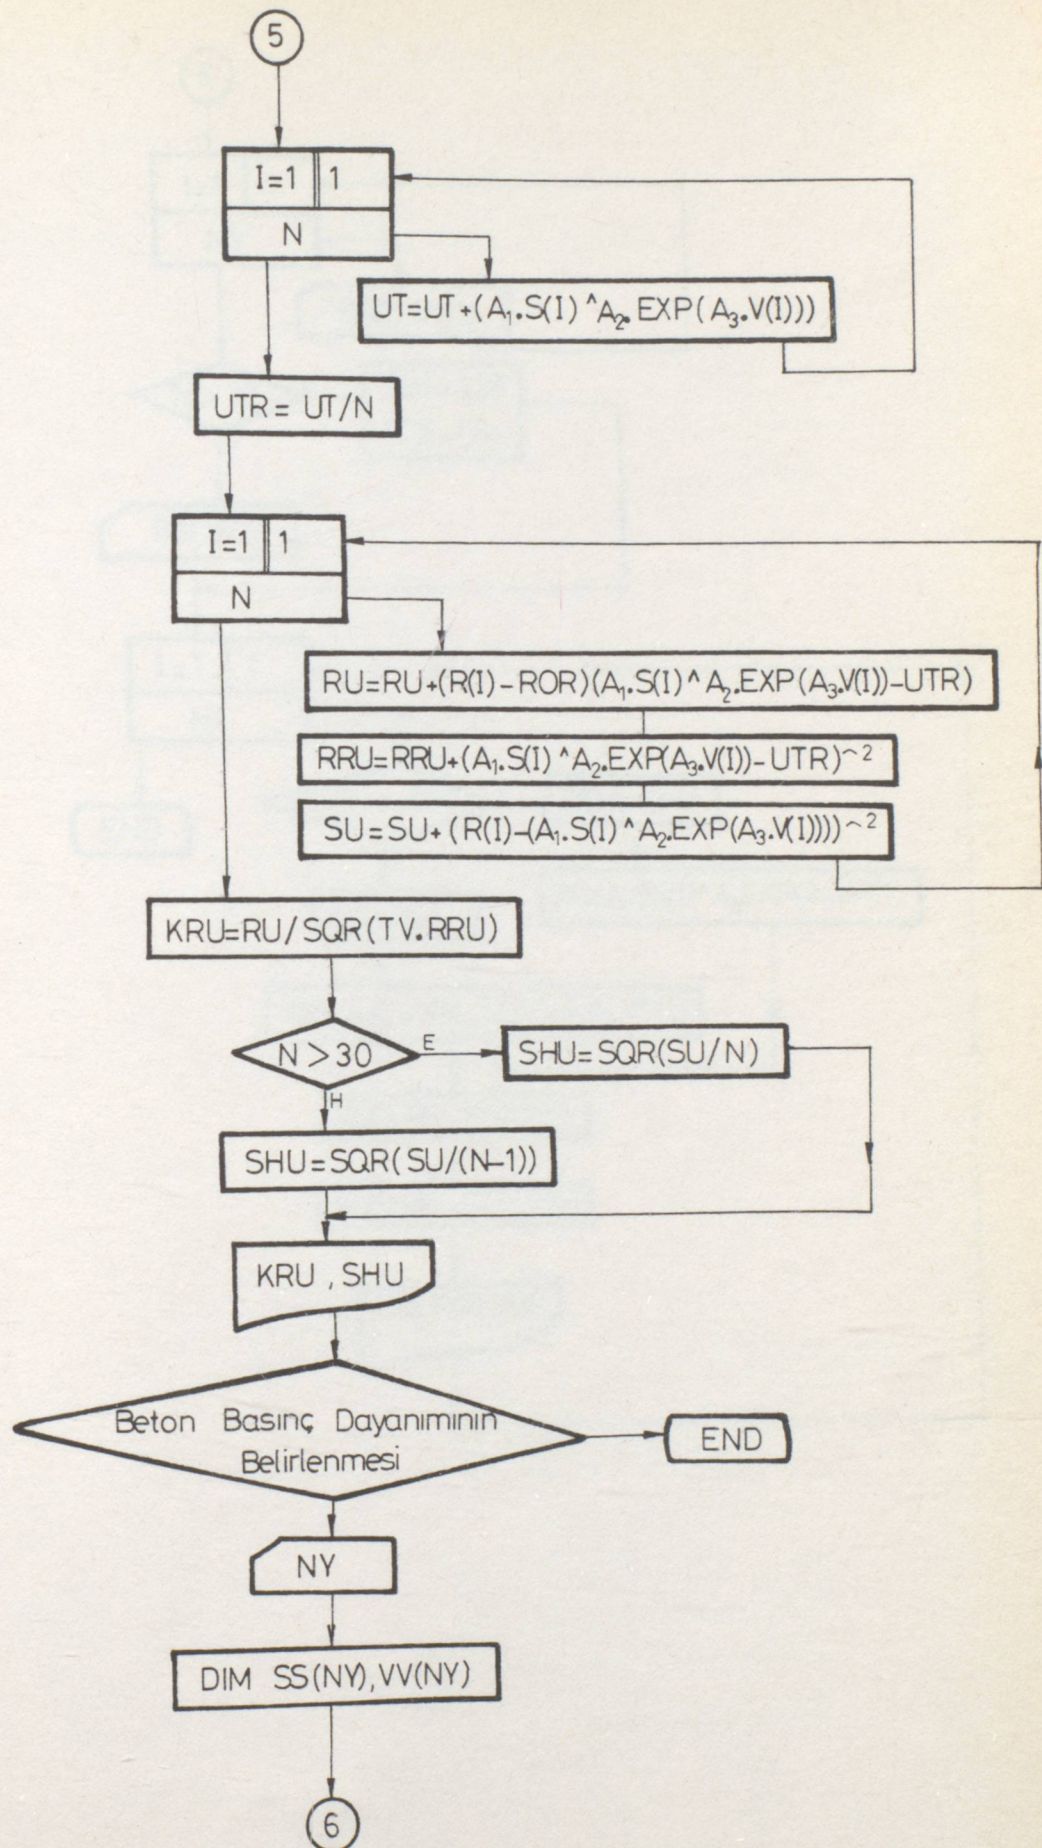 5
I=1 1
N
UT=UT+(A₁.S(I)^A₂.EXP(A₃.V(I)))
UTR= UT/N
I=1 1
N
RU=RU+(R(I)-ROR)(A₁.S(I)^A₂.EXP(A₃.V(I))-UTR)
RRU=RRU+(A₁.S(I)^A₂.EXP(A₃.V(I))-UTR)^2
SU=SU+(R(I)-(A₁.S(I)^A₂.EXP(A₃.V(I))))^2
KRU=RU/SQR(TV.RRU)
N>30
E
SHU=SQR(SU/N)
H
SHU=SQR(SU/(N-1))
KRU , SHU
Beton Basınç Dayanımının
Belirlenmesi
END
NY
DIM SS(NY),VV(NY)
6